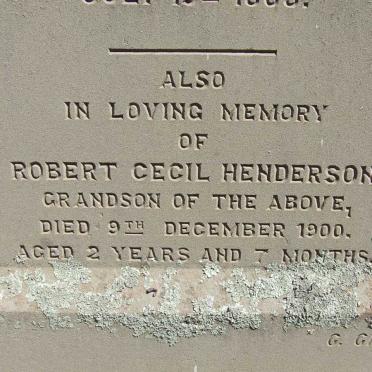 ALSO
IN LOVING MEMORY
OF
ROBERT CECIL HENDERSON
GRANDSON OF THE ABOVE,
DIED 9TH DECEMBER 1900.
AGED 2 YEARS AND 7 MONTHS.
G.